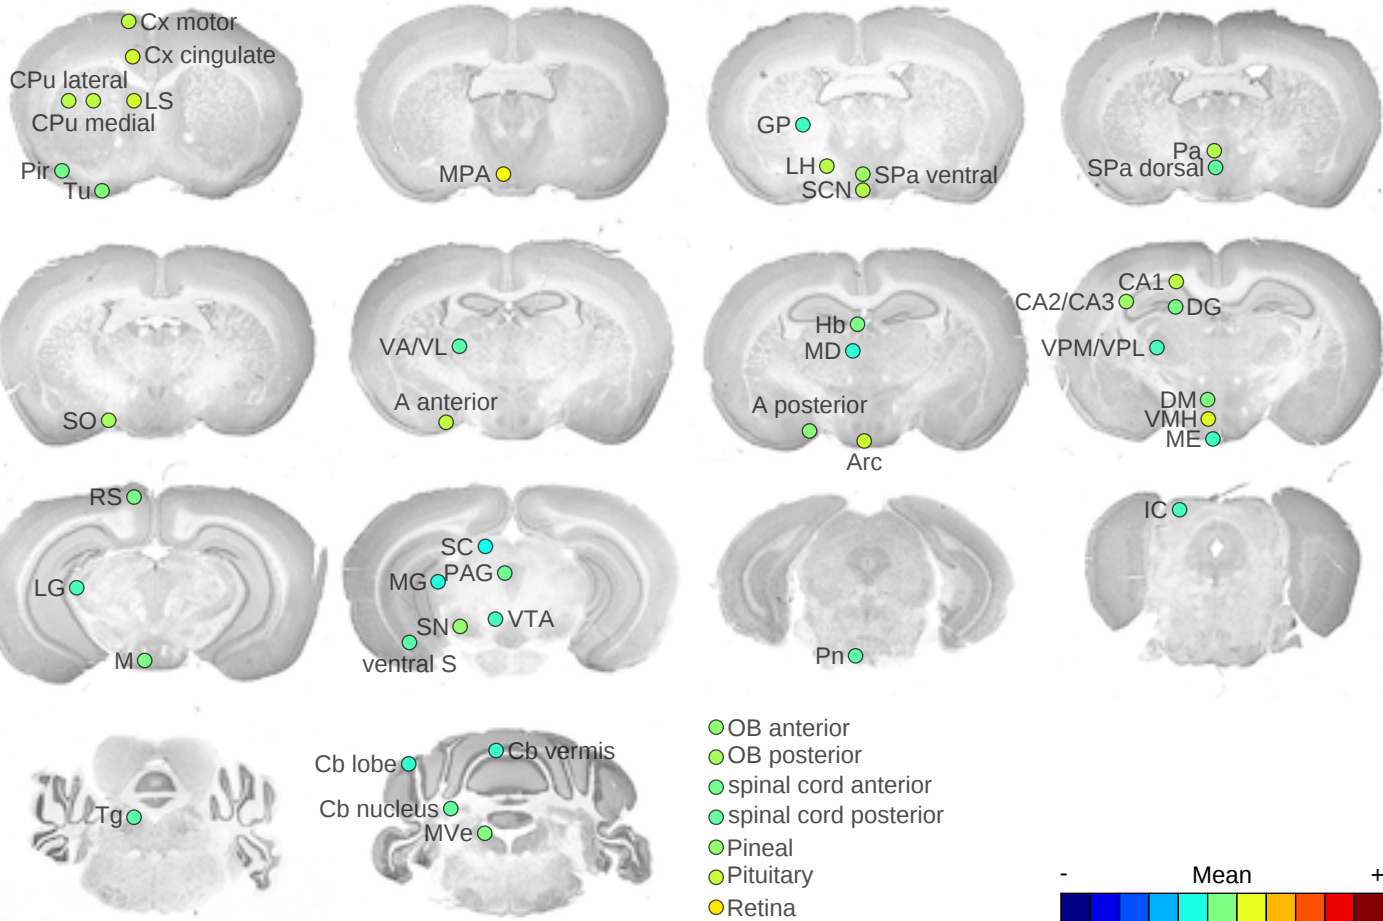 Cx motor
Cx cingulate
CPu lateral
LS
CPu medial
Pir
Tu
MPA
GP
LH
SPa ventral
SCN
Pa
SPa dorsal
SO
VA/VL
A anterior
Hb
MD
A posterior
Arc
CA1
CA2/CA3
DG
VPM/VPL
DM
VMH
ME
RS
LG
M
SC
MG
PAG
SN
VTA
ventral S
Pn
IC
Tg
Cb lobe
Cb vermis
Cb nucleus
MVe
OB anterior
OB posterior
spinal cord anterior
spinal cord posterior
Pineal
Pituitary
Retina
- Mean +